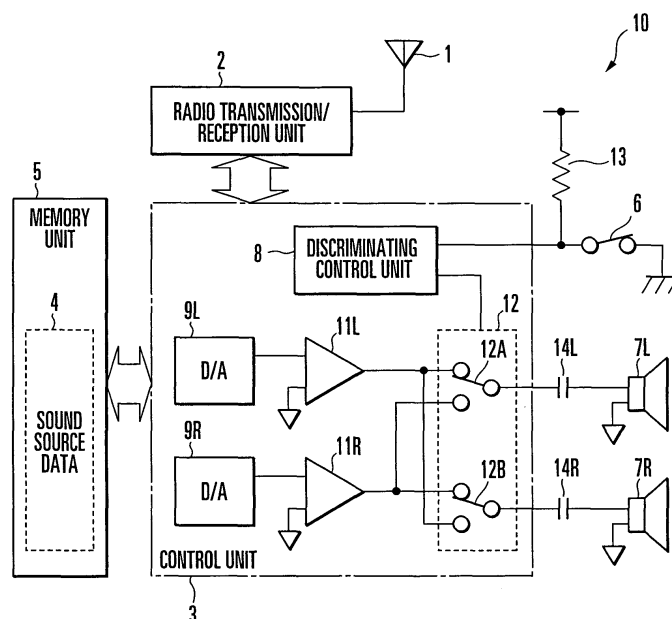 10
1
2
RADIO TRANSMISSION/
RECEPTION UNIT
13
5
MEMORY
UNIT
6
8
DISCRIMINATING
CONTROL UNIT
4
SOUND
SOURCE
DATA
9L
D/A
11L
12
12A
14L
7L
9R
D/A
11R
12B
14R
7R
CONTROL UNIT
3